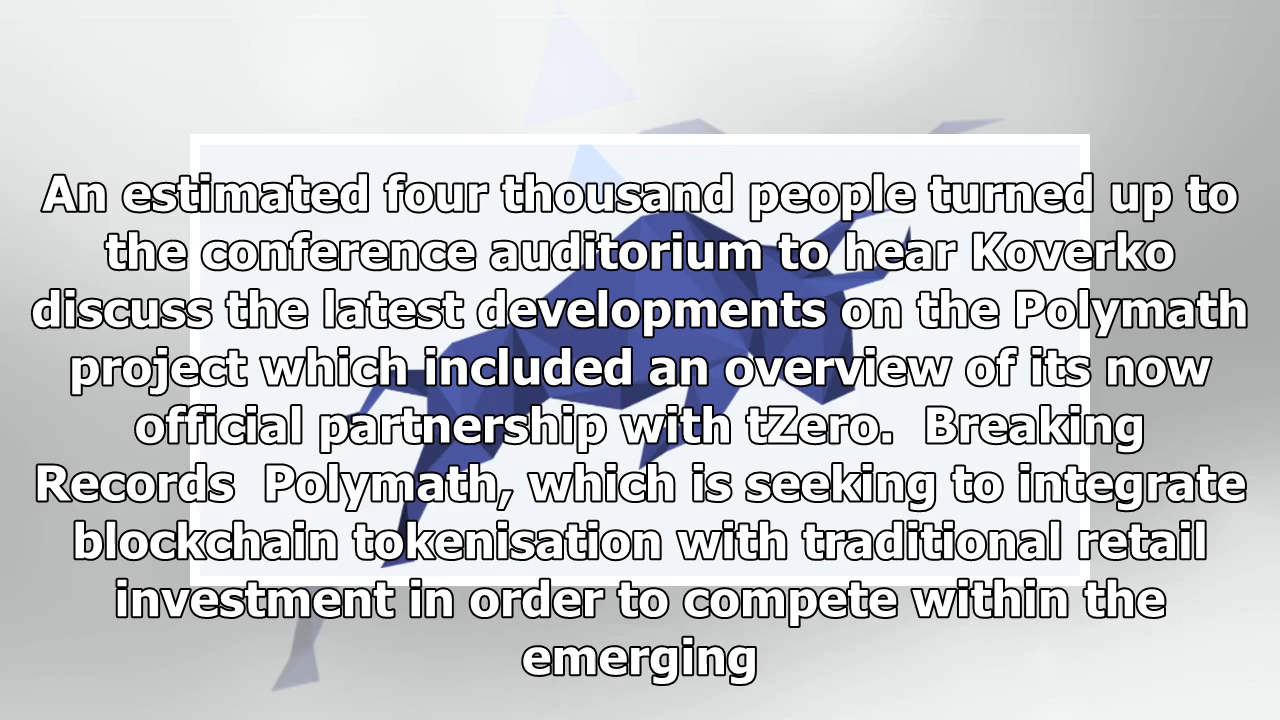 An estimated four thousand people turned up to
the conference auditorium to hear Koverko
discuss the latest developments on the Polymath
project which included an overview of its now
official partnership with tZero.  Breaking
Records  Polymath, which is seeking to integrate
blockchain tokenisation with traditional retail
investment in order to compete within the
emerging